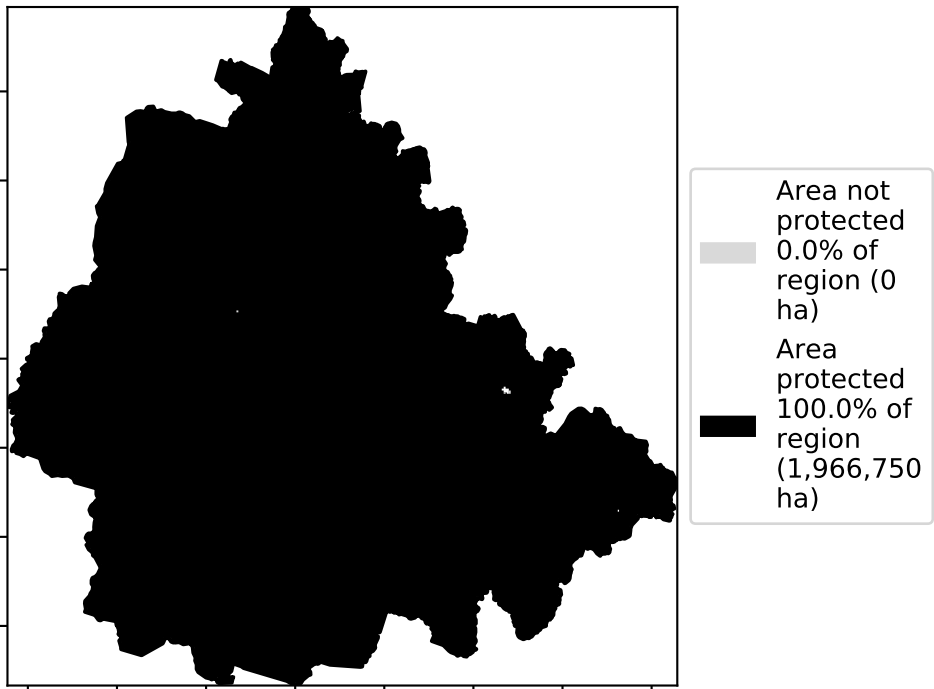 Area not
protected
0.0% of
region (0
ha)
Area
protected
100.0% of
region
(1,966,750
ha)